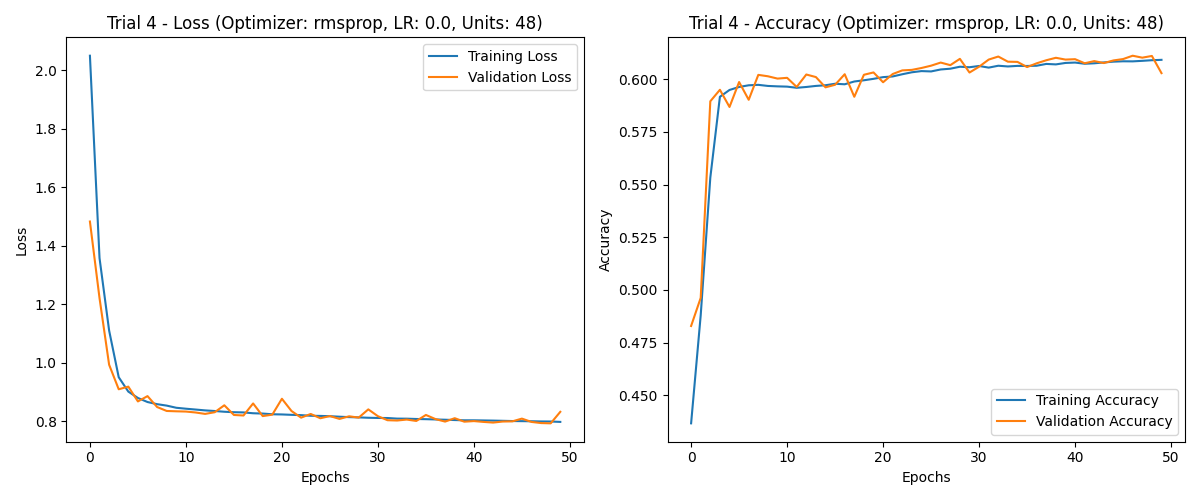 Trial 4 - Loss (Optimizer: rmsprop, LR: 0.0, Units: 48)
Training Loss
Validation Loss
2.0
1.8
1.6
1.4
1.2
1.0
0.8
Loss
0 10 20 30 40 50
Epochs
Trial 4 - Accuracy (Optimizer: rmsprop, LR: 0.0, Units: 48)
0.600
0.575
0.550
0.525
0.500
0.475
0.450
Accuracy
Training Accuracy
Validation Accuracy
0 10 20 30 40 50
Epochs